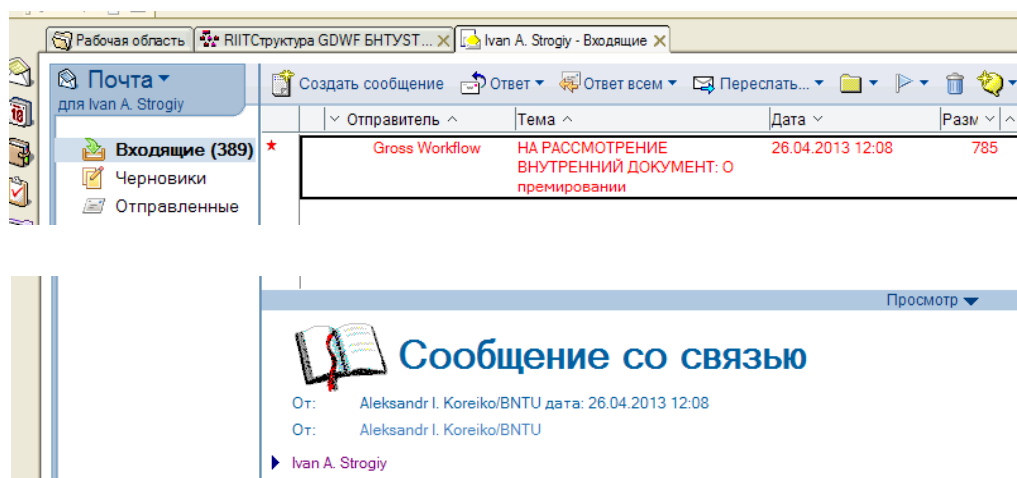 Рабочая область RIITСтруктура GDWF БНТУST... Ivan A. Strogiy - Входящие
Почта
для Ivan A. Strogiy
Создать сообщение Ответ Ответ всем Переслать...
Отправитель Тема Дата Разм
Входящие (389)
Черновики
Отправленные
Gross Workflow НА РАССМОТРЕНИЕ 26.04.2013 12:08 785
ВНУТРЕННИЙ ДОКУМЕНТ: О
премировании
Просмотр
Сообщение со связью
От: Aleksandr I. Koreiko/BNTU дата: 26.04.2013 12:08
От: Aleksandr I. Koreiko/BNTU
Ivan A. Strogiy